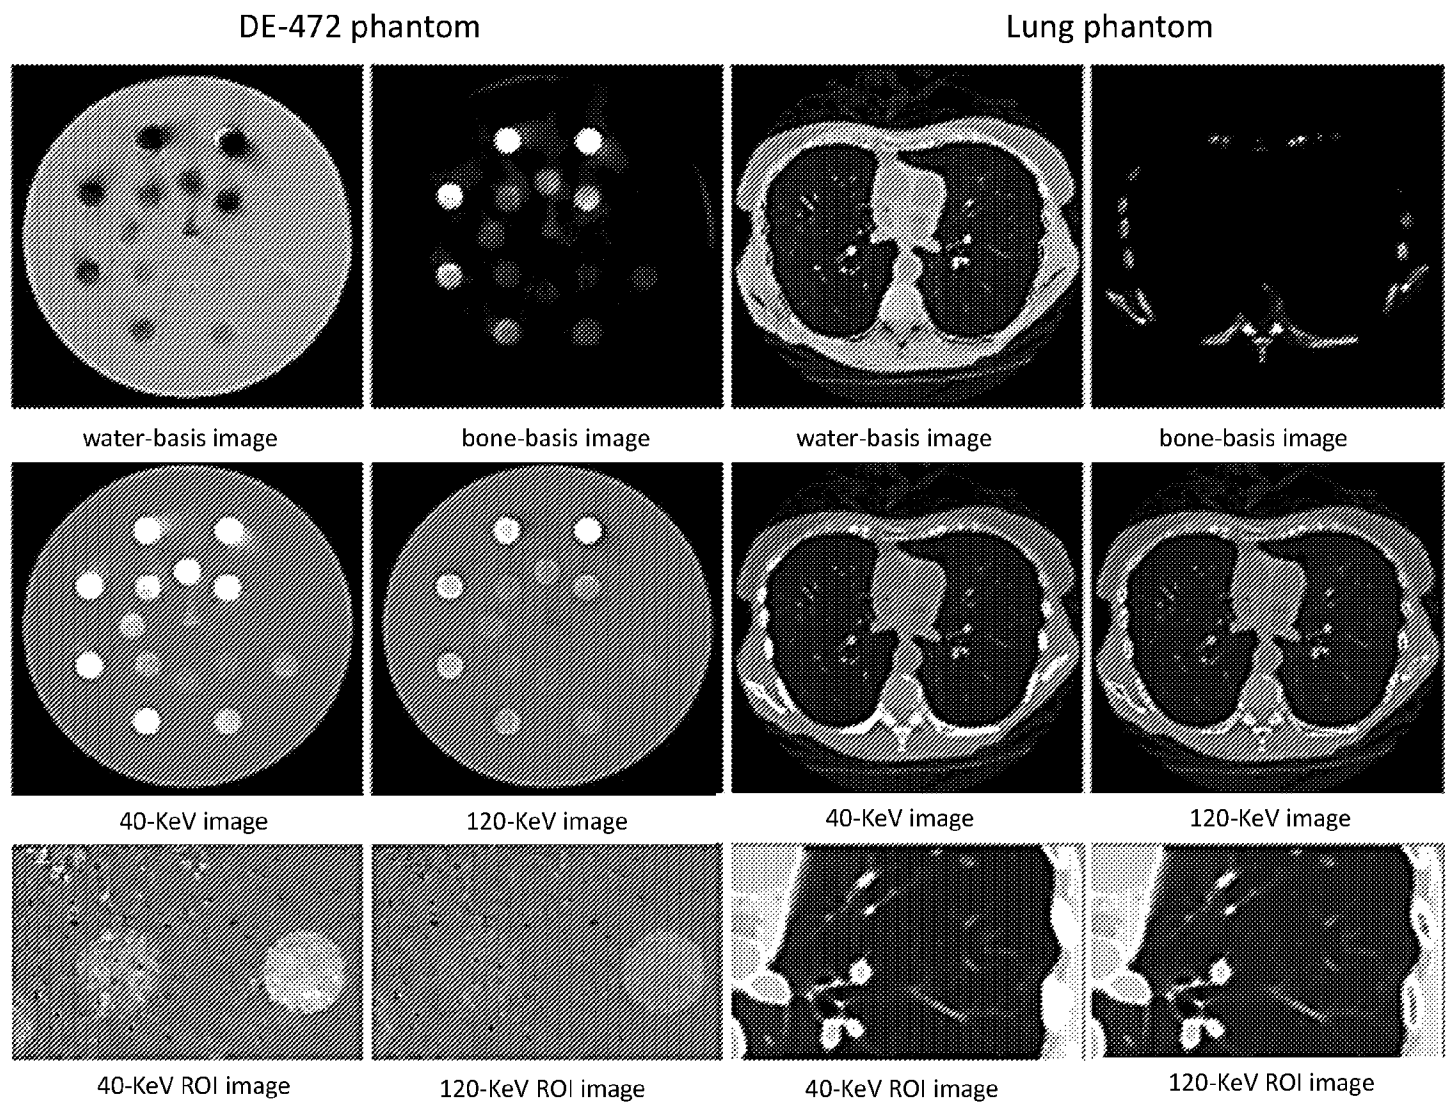 DE-472 phantom Lung phantom
water-basis image bone-basis image water-basis image bone-basis image
40-KeV image 120-KeV image 40-KeV image 120-KeV image
40-KeV ROI image 120-KeV ROI image 40-KeV ROI image 120-KeV ROI image